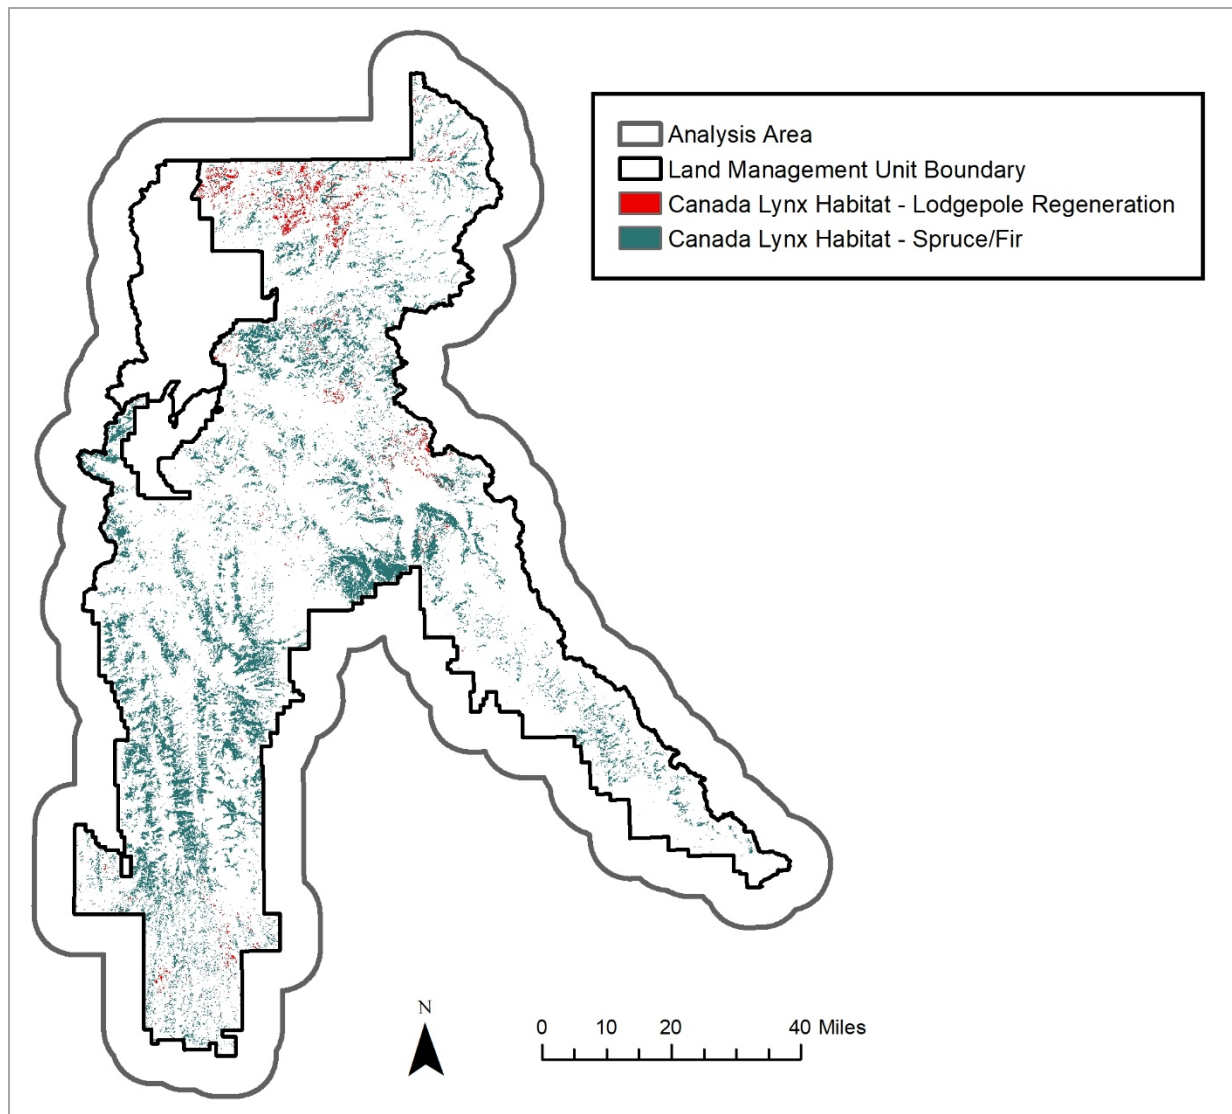 Analysis Area
Land Management Unit Boundary
Canada Lynx Habitat - Lodgepole Regeneration
Canada Lynx Habitat - Spruce/Fir
N
0 10 20 40 Miles